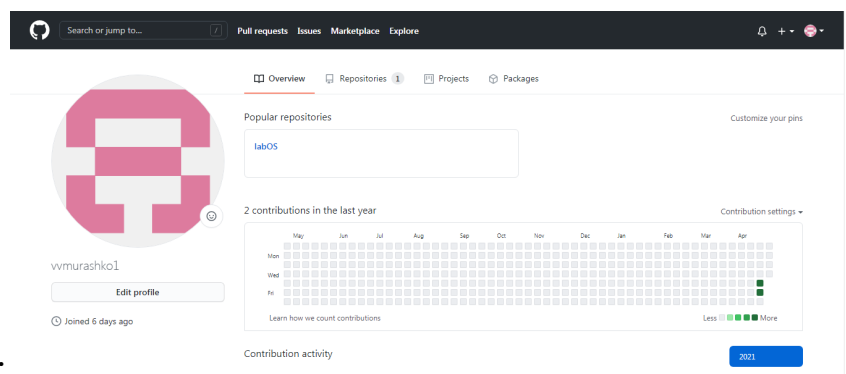 Search or jump to... /
Pull requests Issues Marketplace Explore
Overview Repositories 1 Projects Packages
Popular repositories Customize your pins
labOS
2 contributions in the last year Contribution settings
May Jun Jul Aug Sep Oct Nov Dec Jan Feb Mar Apr
Mon
Wed
Fri
Learn how we count contributions Less More
vvmurashko1
Edit profile
Joined 6 days ago
Contribution activity 2021